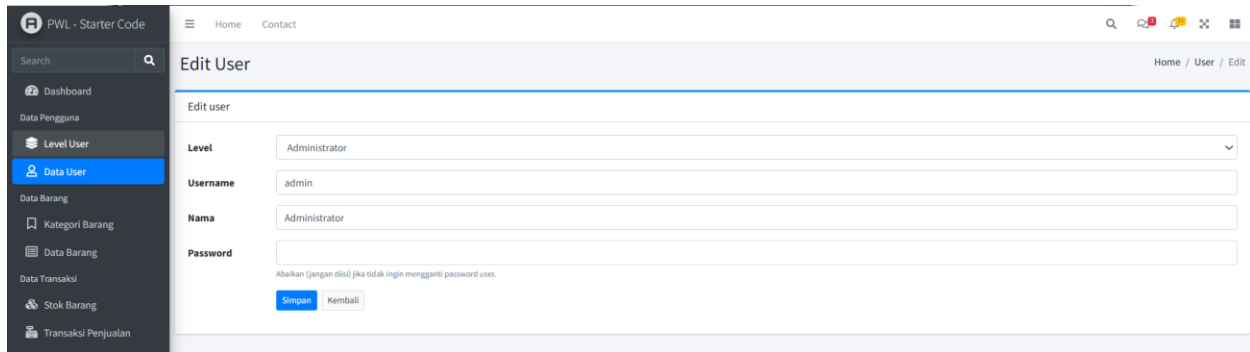 PWL - Starter Code
Home Contact
Search
Edit User
Home / User / Edit
Dashboard
Data Pengguna
Level User
Data User
Data Barang
Kategori Barang
Data Barang
Data Transaksi
Stok Barang
Transaksi Penjualan
Edit user
Level Administrator
Username admin
Nama Administrator
Password
Abaikan (jangan diisi) jika tidak ingin mengganti password user.
Simpan Kembali